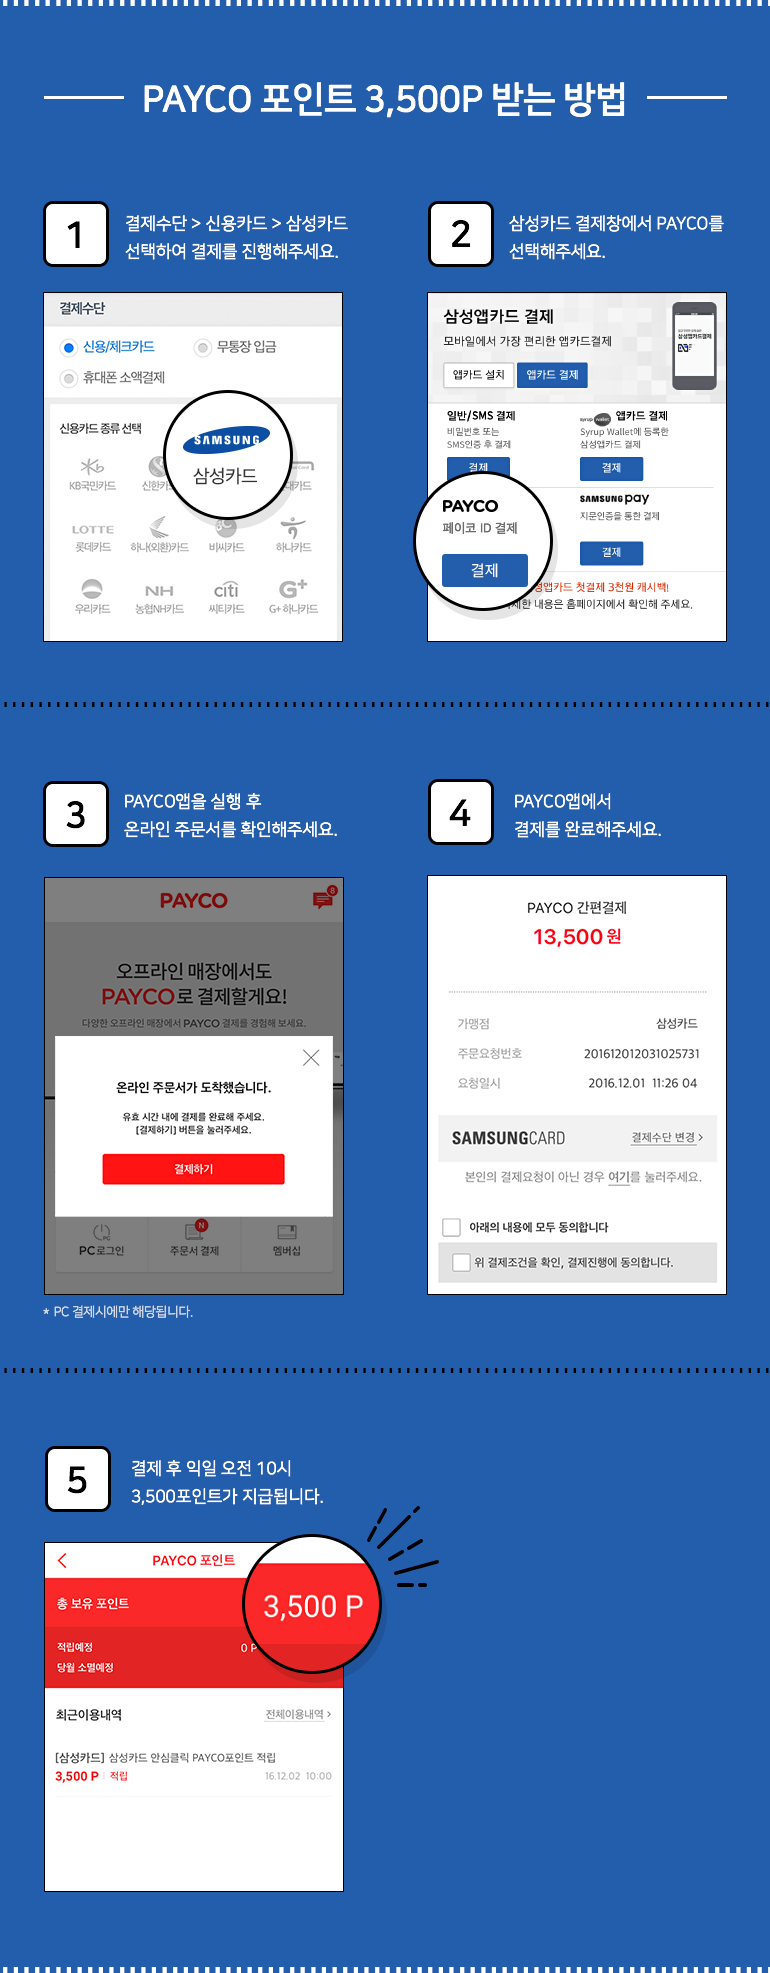 PAYCO 포인트 3,500P 받는 방법
1
결제수단 > 신용카드 > 삼성카드
선택하여 결제를 진행해주세요.
결제수단
신용/체크카드
무통장 입금
휴대폰 소액결제
신용카드 종류 선택
SAMSUNG
삼성카드
KB국민카드
신한카
대카드
LOTTE
롯데카드
하나(외환)카드
비씨카드
하나카드
우리카드
NH
농협NH카드
citi
씨티카드
G+
G+ 하나카드
2
삼성카드 결제창에서 PAYCO를
선택해주세요.
삼성앱카드 결제
모바일에서 가장 편리한 앱카드결제
앱카드 설치
앱카드 결제
삼성앱카드결제
일반/SMS 결제
비밀번호 또는
SMS인증 후 결제
결제
syrup wallet 앱카드 결제
Syrup Wallet에 등록한
삼성앱카드 결제
결제
PAYCO
페이코 ID 결제
결제
SAMSUNG pay
지문인증을 통한 결제
결제
성앱카드 첫결제 3천원 캐시백!
세한 내용은 홈페이지에서 확인해 주세요.
3
PAYCO앱을 실행 후
온라인 주문서를 확인해주세요.
PAYCO
8
오프라인 매장에서도
PAYCO로 결제할게요!
다양한 오프라인 매장에서 PAYCO 결제를 경험해 보세요.
온라인 주문서가 도착했습니다.
유효 시간 내에 결제를 완료해 주세요.
[결제하기] 버튼을 눌러주세요.
결제하기
PC로그인
N
주문서 결제
멤버십
* PC 결제시에만 해당됩니다.
4
PAYCO앱에서
결제를 완료해주세요.
PAYCO 간편결제
13,500 원
가맹점 삼성카드
주문요청번호 201612012031025731
요청일시 2016.12.01 11:26 04
SAMSUNGCARD
결제수단 변경 >
본인의 결제요청이 아닌 경우 여기를 눌러주세요.
아래의 내용에 모두 동의합니다
위 결제조건을 확인, 결제진행에 동의합니다.
5
결제 후 익일 오전 10시
3,500포인트가 지급됩니다.
PAYCO 포인트
총 보유 포인트
3,500 P
적립예정 0 P
당월 소멸예정
최근이용내역
전체이용내역 >
[삼성카드] 삼성카드 안심클릭 PAYCO포인트 적립
3,500 P | 적립 16.12.02 10:00